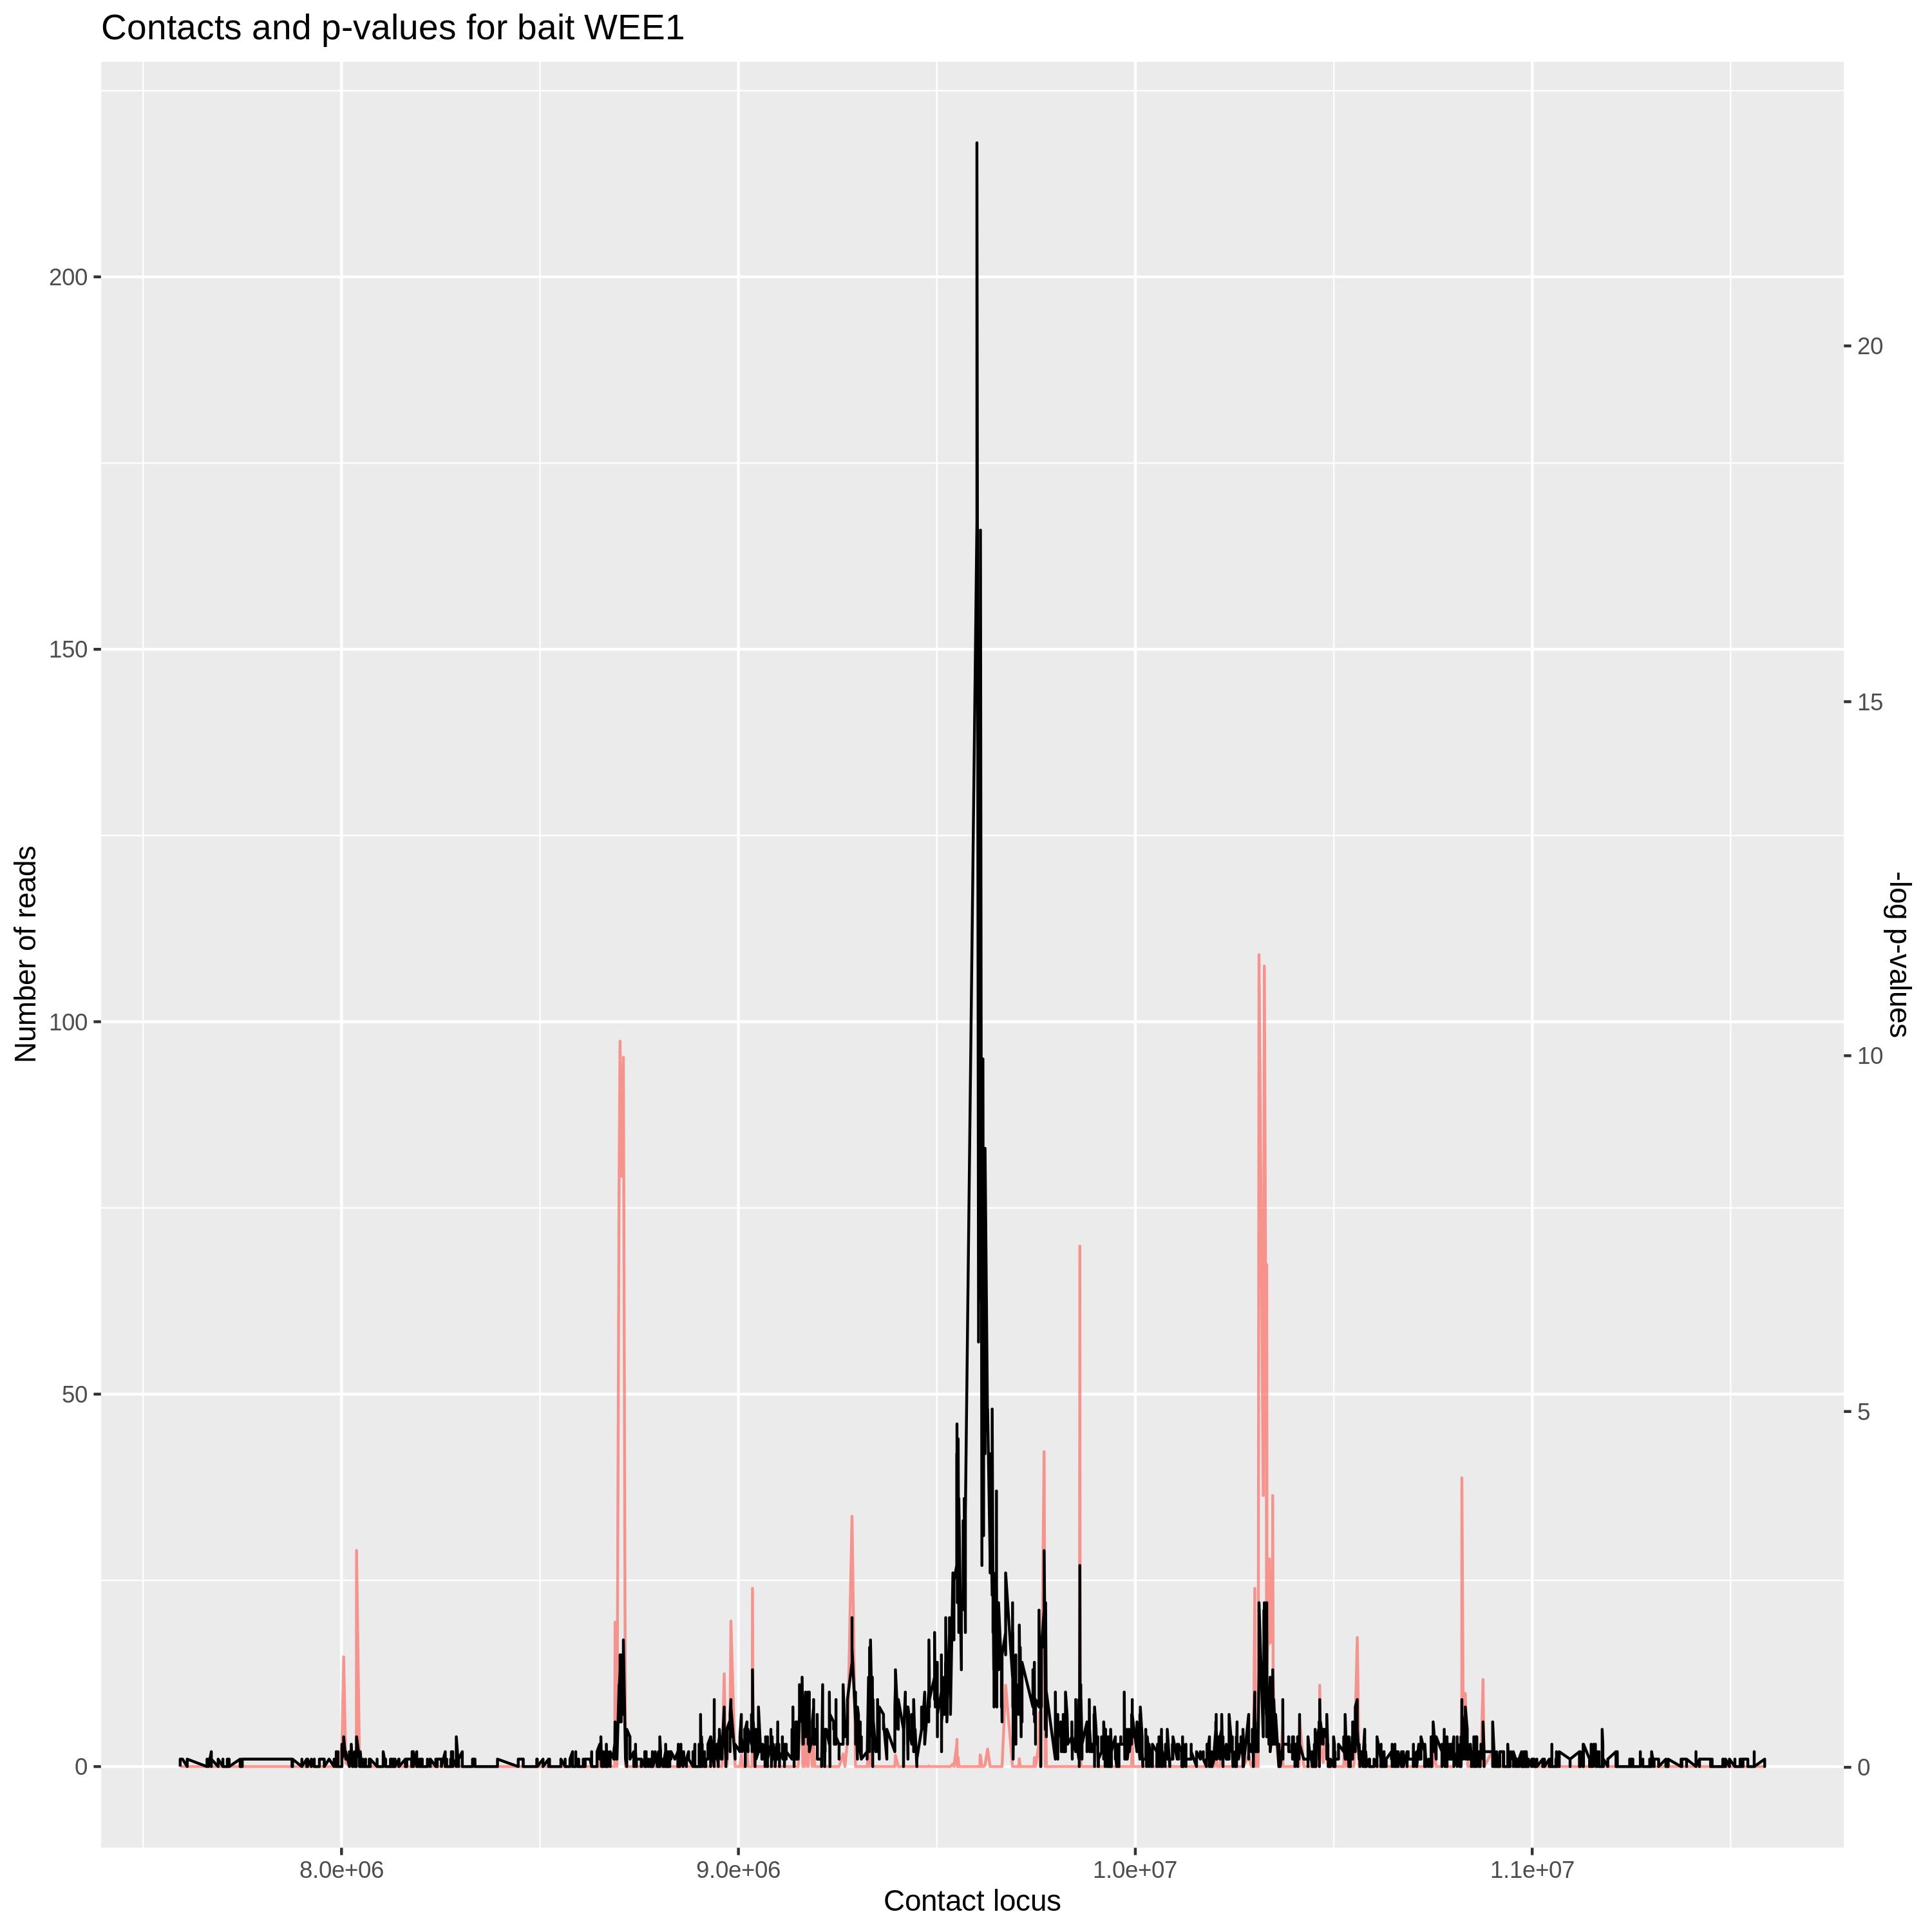 Contacts and p-values for bait WEE1
Number of reads
200
150
100
50
0
20
15
10
5
0
-log p-values
8.0e+06 9.0e+06 1.0e+07 1.1e+07
Contact locus